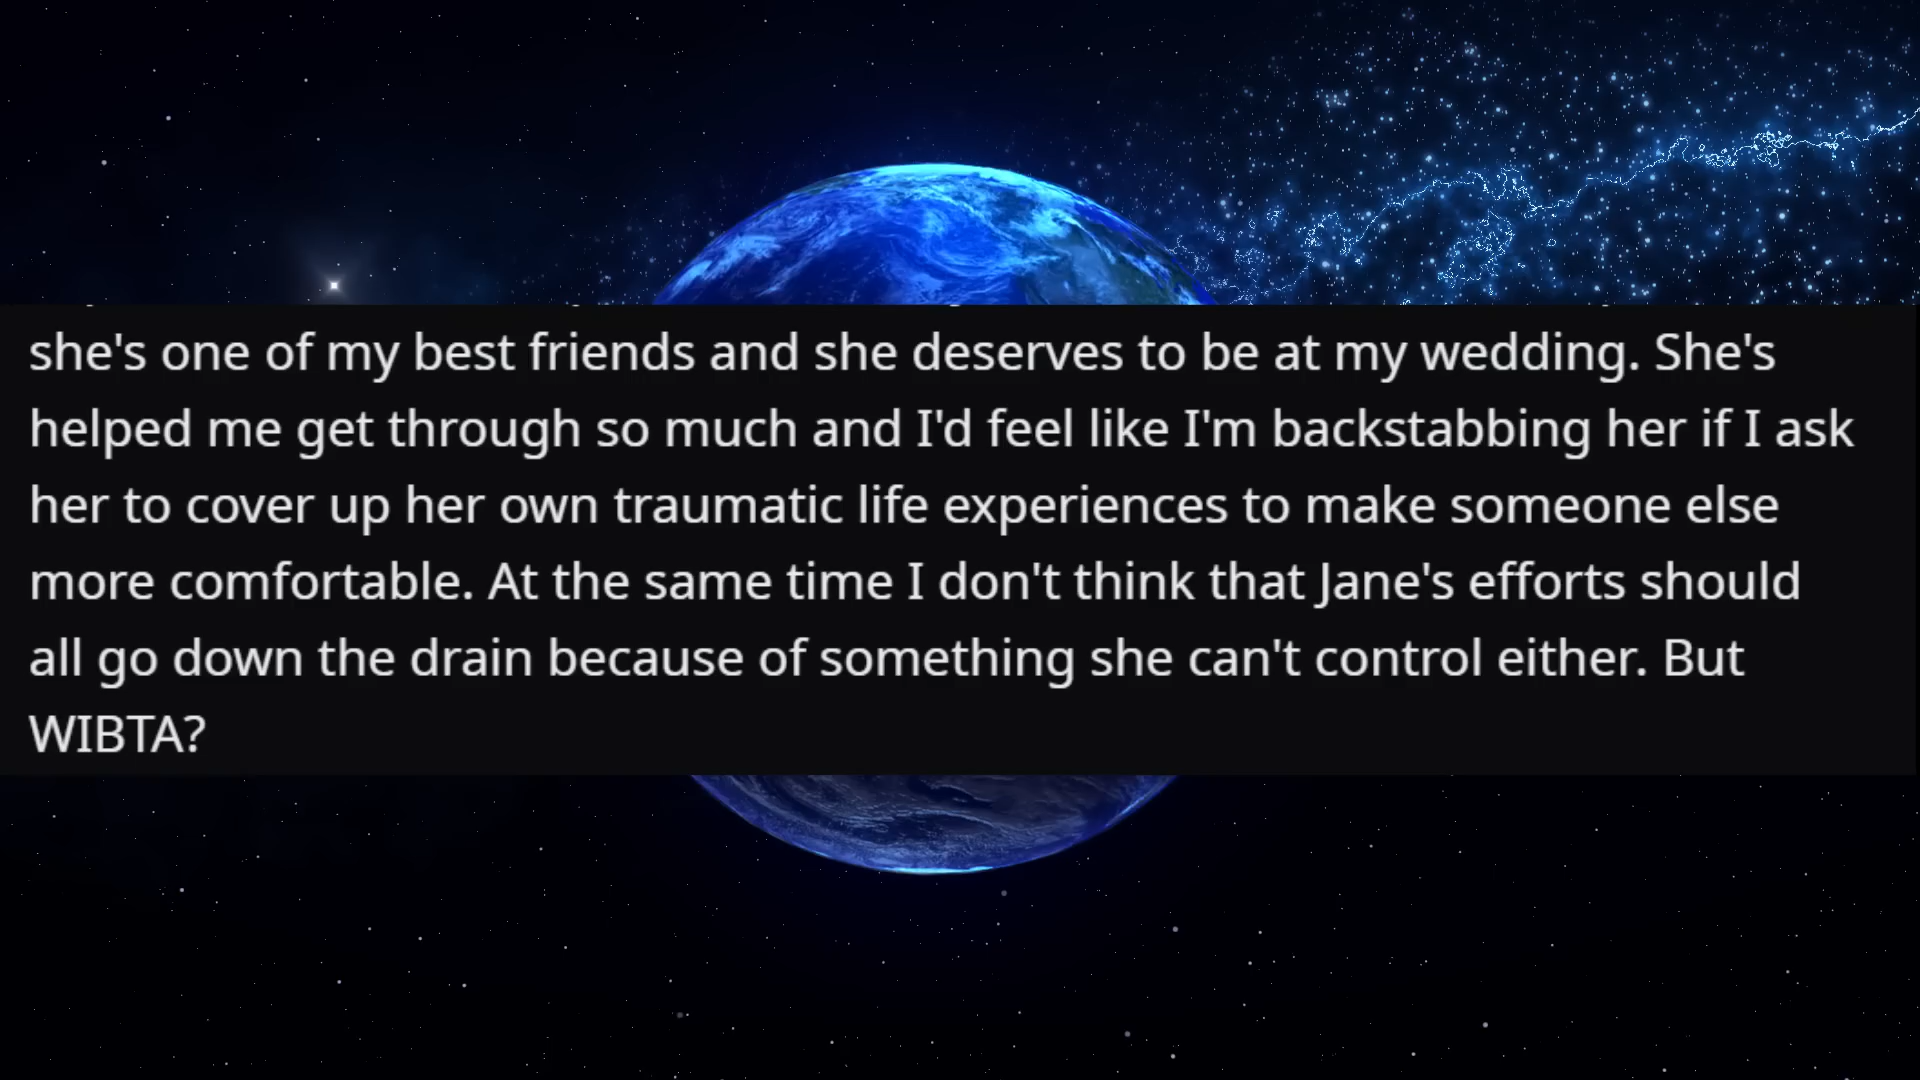 she's one of my best friends and she deserves to be at my wedding. She's
helped me get through so much and I'd feel like I'm backstabbing her if I ask
her to cover up her own traumatic life experiences to make someone else
more comfortable. At the same time I don't think that Jane's efforts should
all go down the drain because of something she can't control either. But
WIBTA?